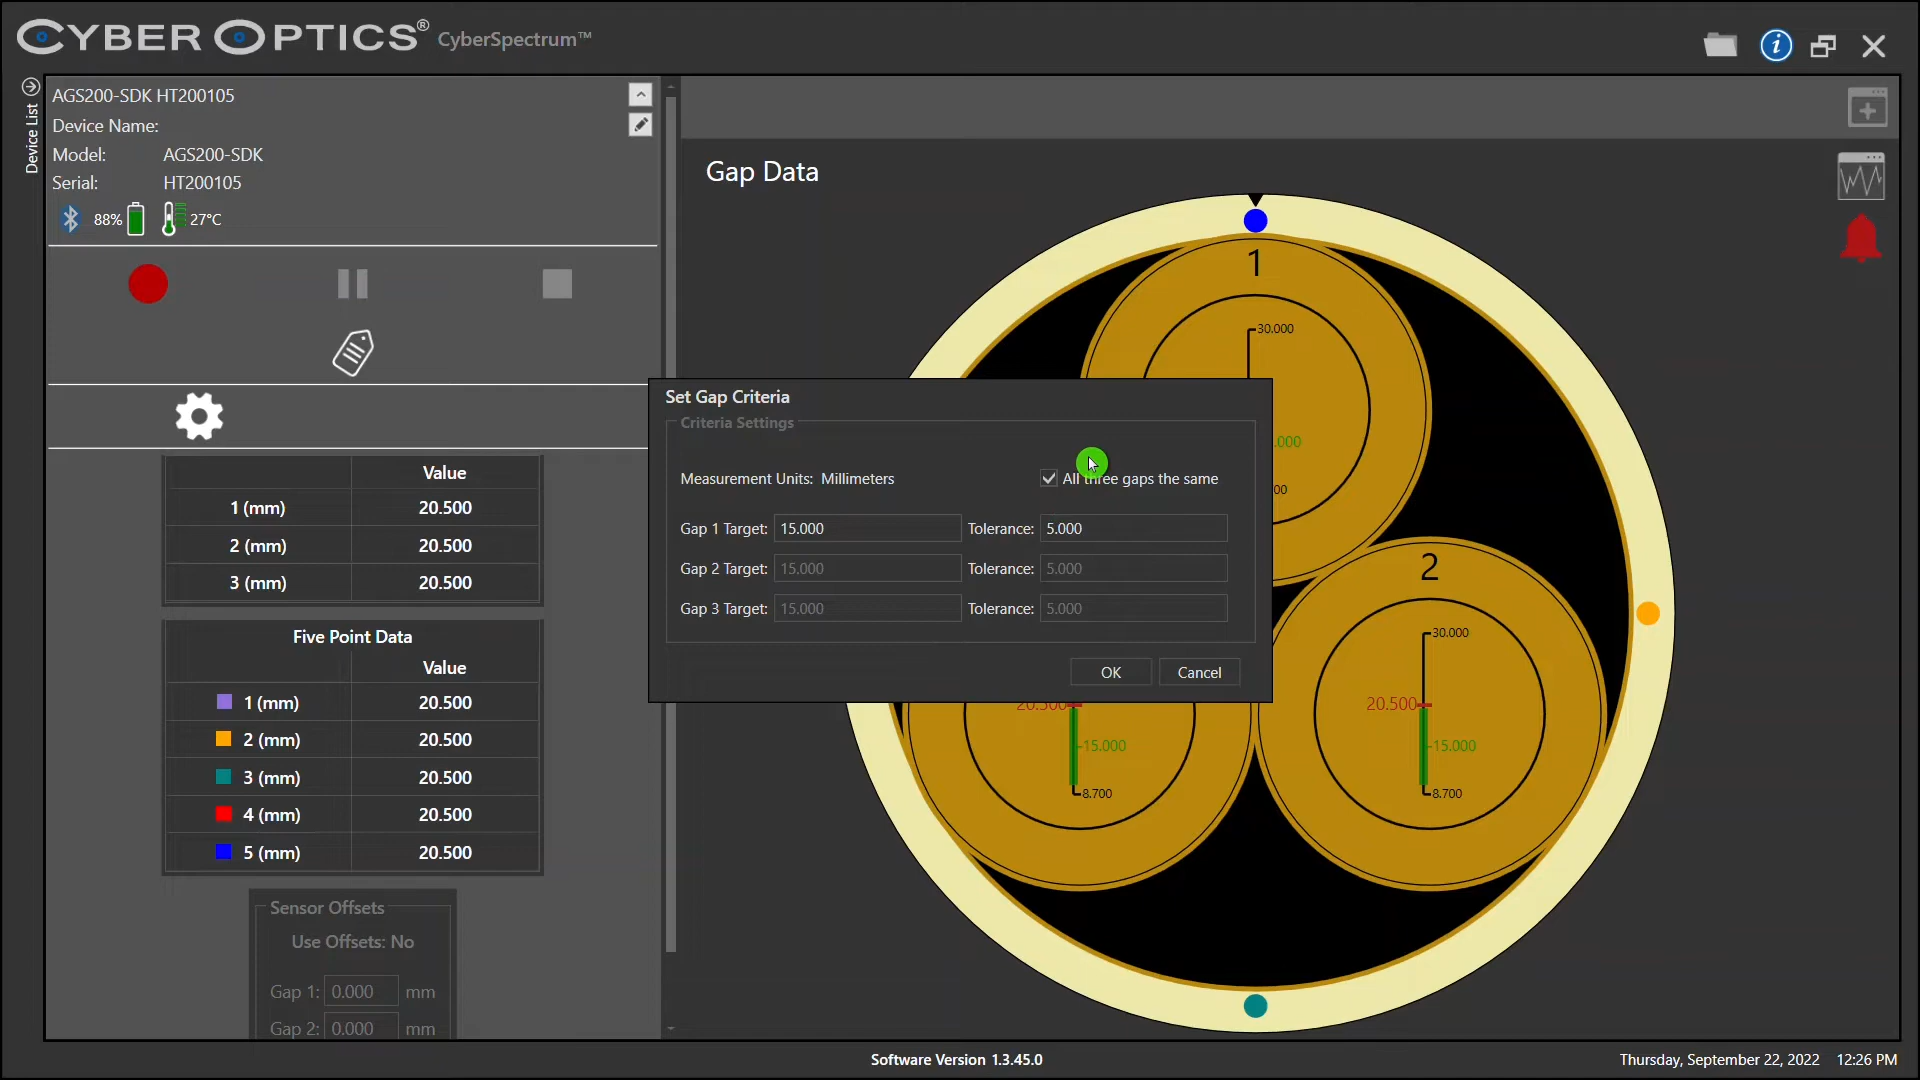 CYBEROPTICS® CyberSpectrum™
Device List
AGS200-SDK HT200105
Device Name:
Model: AGS200-SDK
Serial: HT200105
88% 27°C
Value
1 (mm) 20.500
2 (mm) 20.500
3 (mm) 20.500
Five Point Data
Value
1 (mm) 20.500
2 (mm) 20.500
3 (mm) 20.500
4 (mm) 20.500
5 (mm) 20.500
Sensor Offsets
Use Offsets: No
Gap 1: 0.000 mm
Gap 2: 0.000 mm
Gap Data
1
30.000
.000
00
Set Gap Criteria
Criteria Settings
Measurement Units: Millimeters All three gaps the same
Gap 1 Target: 15.000 Tolerance: 5.000
Gap 2 Target: 15.000 Tolerance: 5.000
Gap 3 Target: 15.000 Tolerance: 5.000
OK Cancel
2
30.000
20.500 20.500
15.000 15.000
8.700 8.700
Software Version 1.3.45.0
Thursday, September 22, 2022 12:26 PM